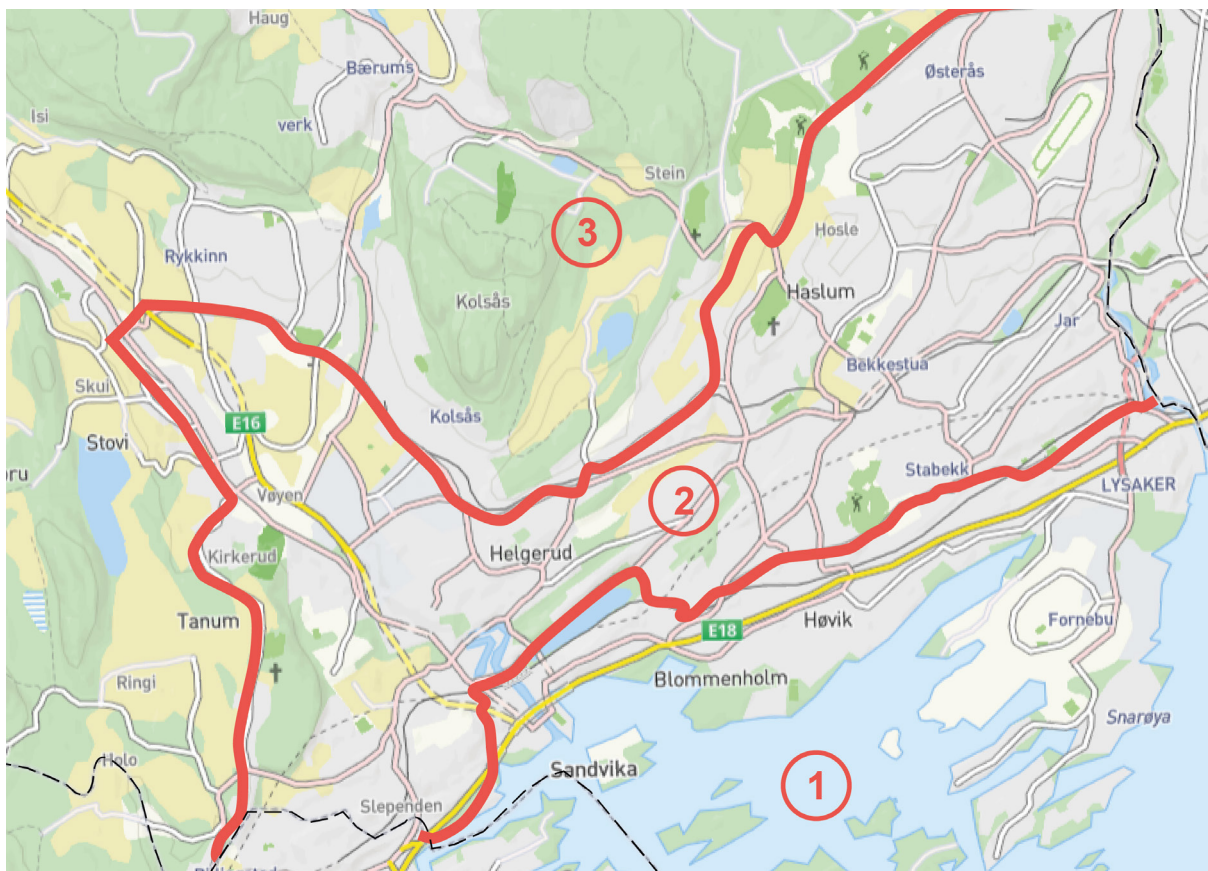 Haug
Bærums
verk
Østerås
Isi
Stein
3
Hosle
Rykkinn
Haslum
Kolsås
Jar
Bekkestua
Skui
Kolsås
E16
Stovi
Stabekk
LYSAKER
Vøyen
2
Helgerud
Kirkerud
Tanum
E18
Høvik
Fornebu
Blommenholm
Ringi
Snarøya
Holo
Sandvika
1
Slependen